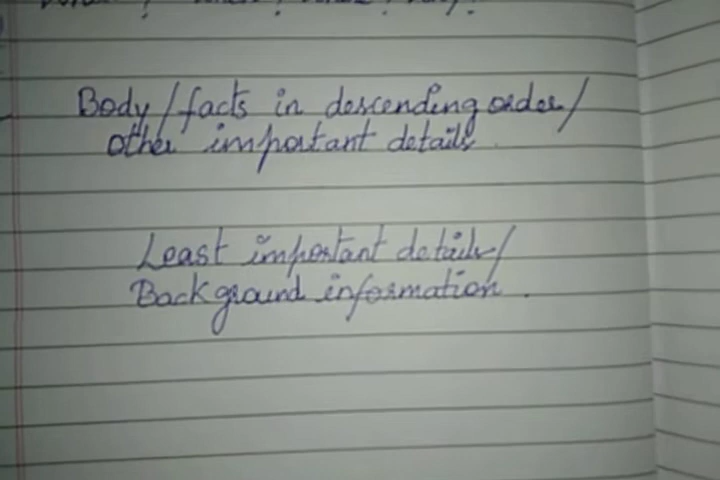 Body/facts in descending order/
other important details.
Least important details/
Background information.